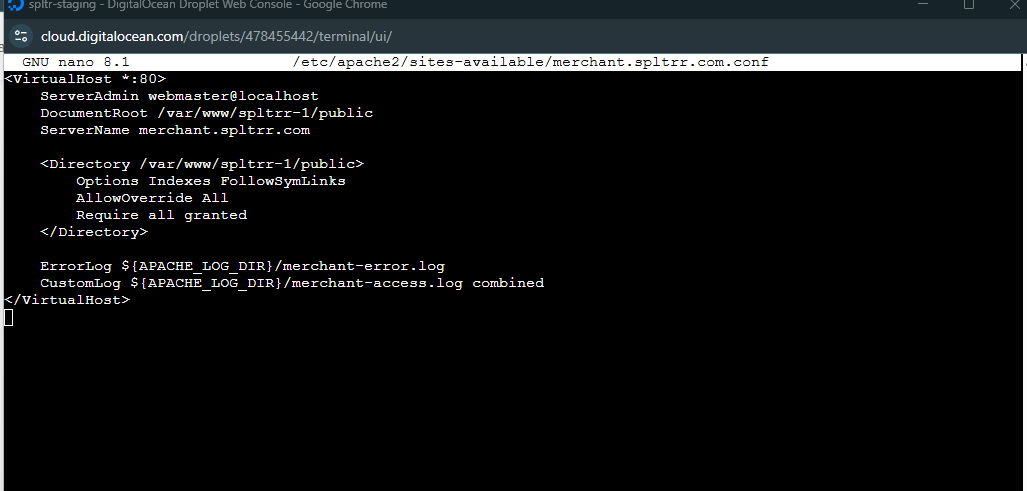 spltr-staging - DigitalOcean Droplet Web Console - Google Chrome
cloud.digitalocean.com/droplets/478455442/terminal/ui/
GNU nano 8.1 /etc/apache2/sites-available/merchant.spltrr.com.conf
<VirtualHost *:80>
    ServerAdmin webmaster@localhost
    DocumentRoot /var/www/spltrr-1/public
    ServerName merchant.spltrr.com

    <Directory /var/www/spltrr-1/public>
        Options Indexes FollowSymLinks
        AllowOverride All
        Require all granted
    </Directory>

    ErrorLog ${APACHE_LOG_DIR}/merchant-error.log
    CustomLog ${APACHE_LOG_DIR}/merchant-access.log combined
</VirtualHost>